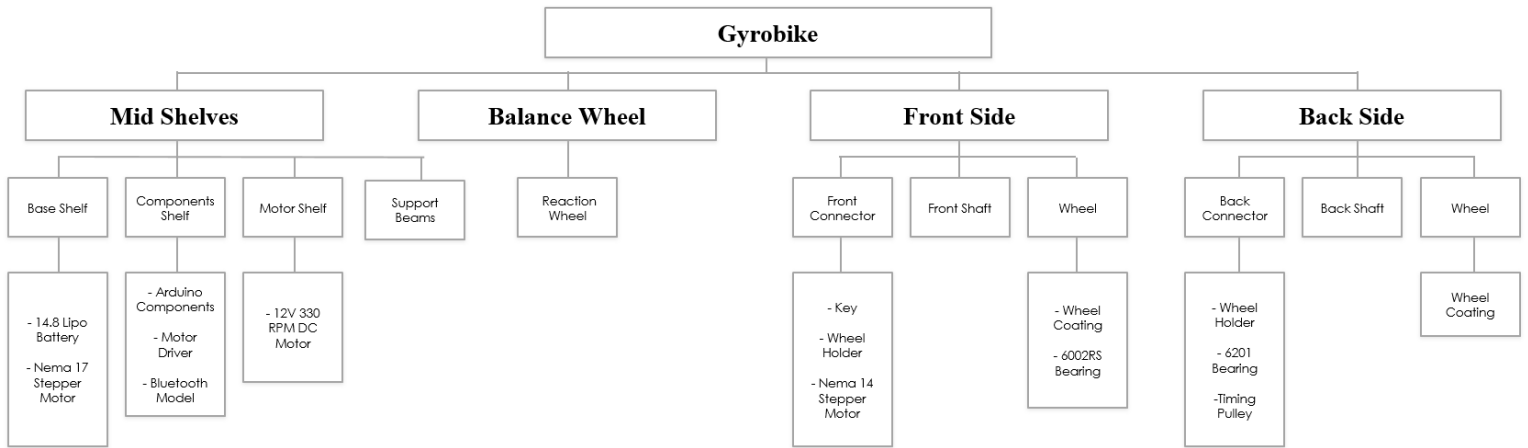 Gyrobike
Mid Shelves
Balance Wheel
Front Side
Back Side
Base Shelf
Components
Shelf
Motor Shelf
Support
Beams
Reaction
Wheel
Front
Connector
Front Shaft
Wheel
Back
Connector
Back Shaft
Wheel
- 14.8 Lipo
Battery
- Nema 17
Stepper
Motor
- Arduino
Components
- Motor
Driver
- Bluetooth
Model
- 12V 330
RPM DC
Motor
- Key
- Wheel
Holder
- Nema 14
Stepper
Motor
- Wheel
Coating
- 6002RS
Bearing
- Wheel
Holder
- 6201
Bearing
-Timing
Pulley
Wheel
Coating